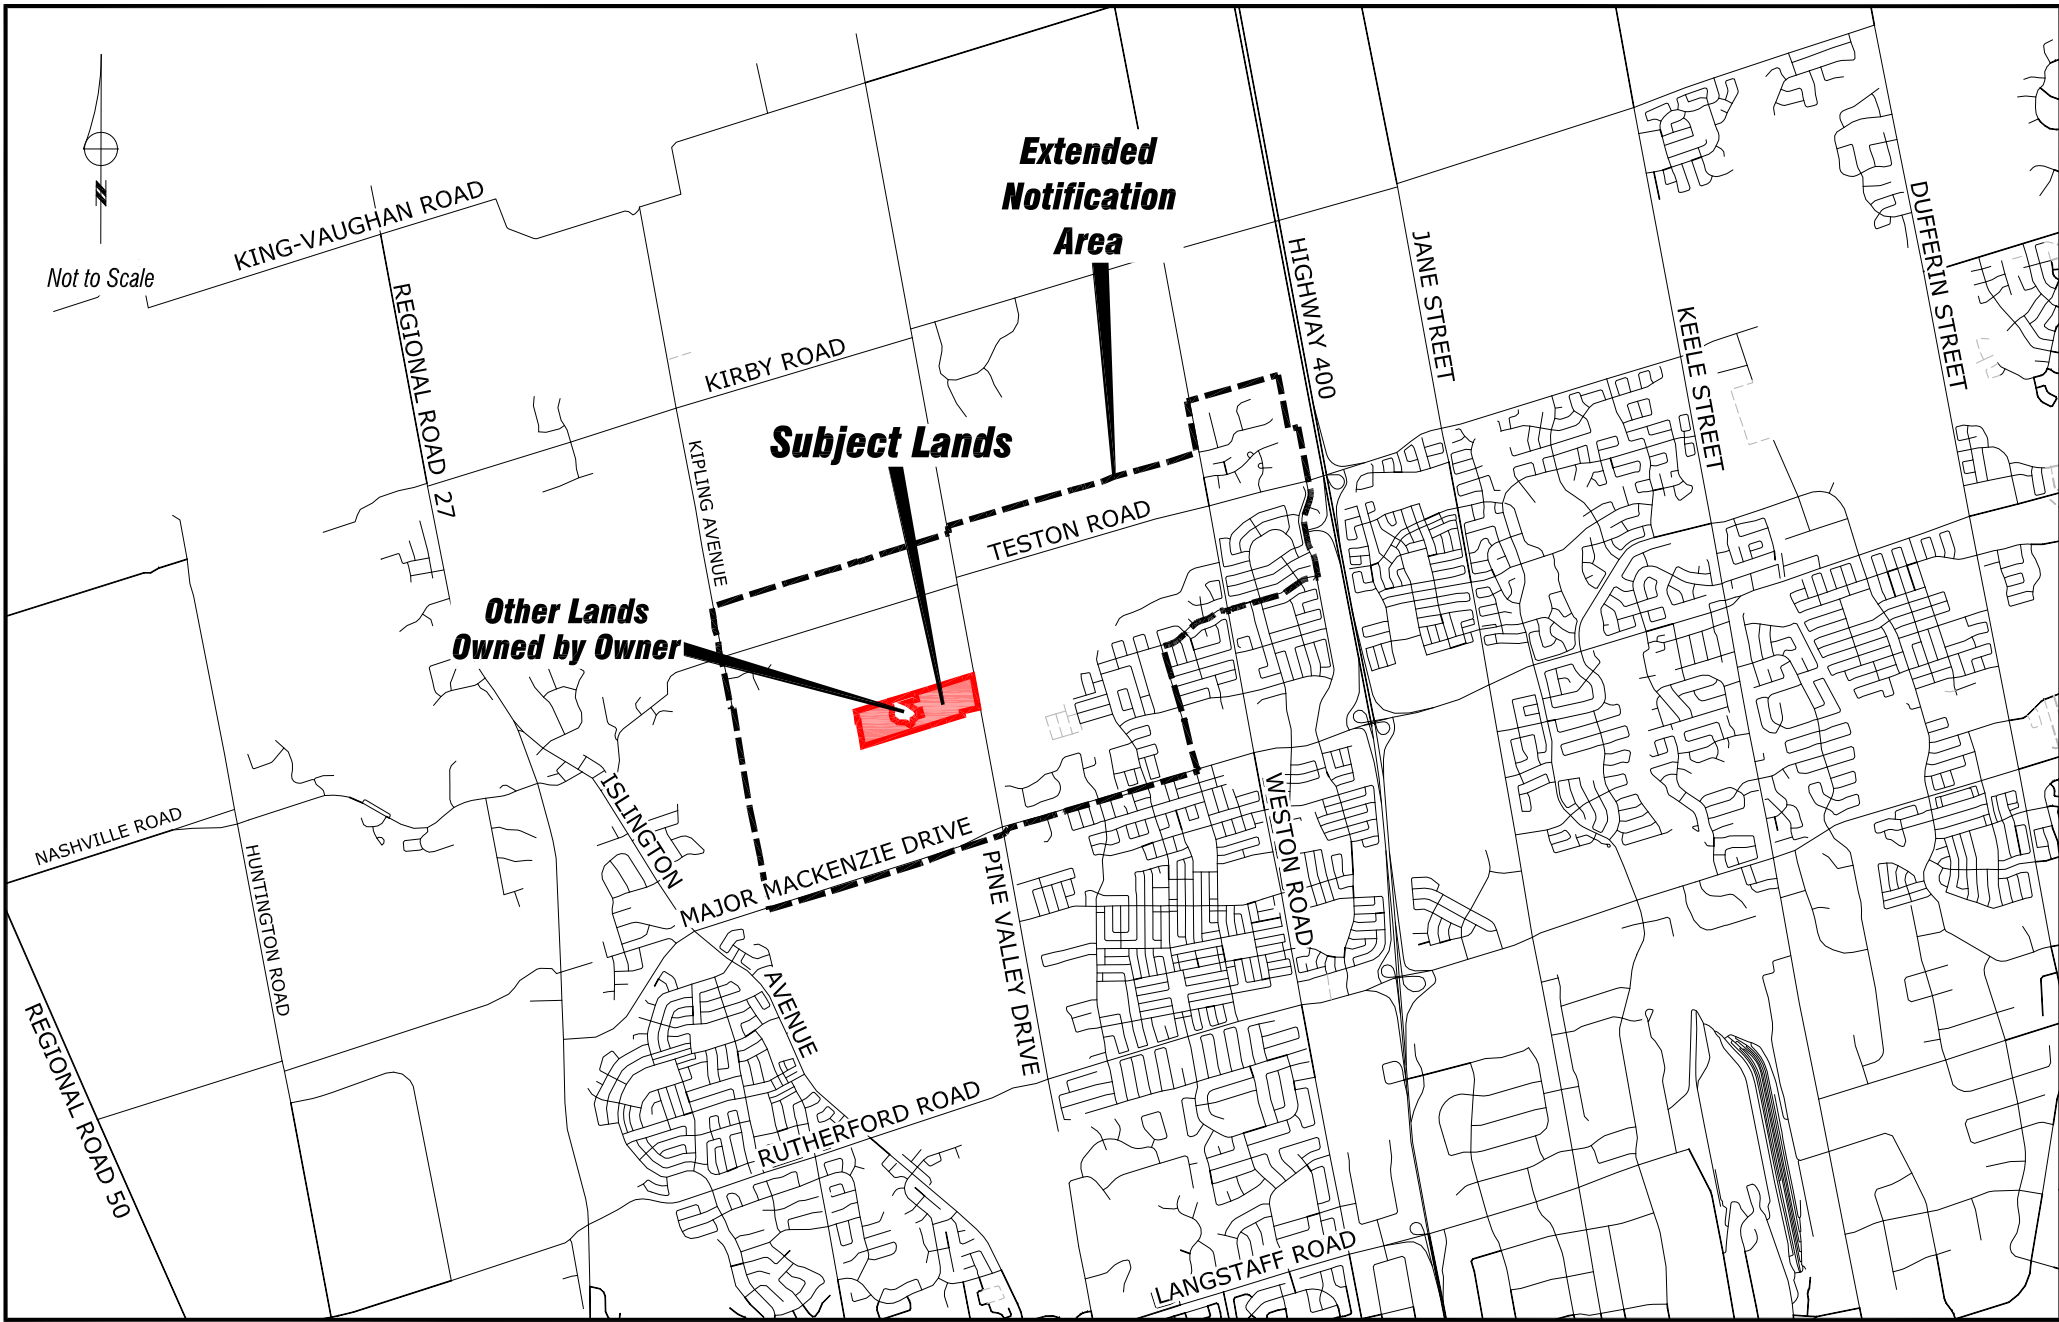 Extended
Notification
Area
N
Not to Scale
KING-VAUGHAN ROAD
REGIONAL ROAD 27
KIRBY ROAD
HIGHWAY 400
JANE STREET
KEELE STREET
DUFFERIN STREET
KIPLING AVENUE
Subject Lands
TESTON ROAD
Other Lands
Owned by Owner
ISLINGTON
AVENUE
NASHVILLE ROAD
HUNTINGTON ROAD
MAJOR MACKENZIE DRIVE
PINE VALLEY DRIVE
WESTON ROAD
REGIONAL ROAD 50
RUTHERFORD ROAD
LANGSTAFF ROAD